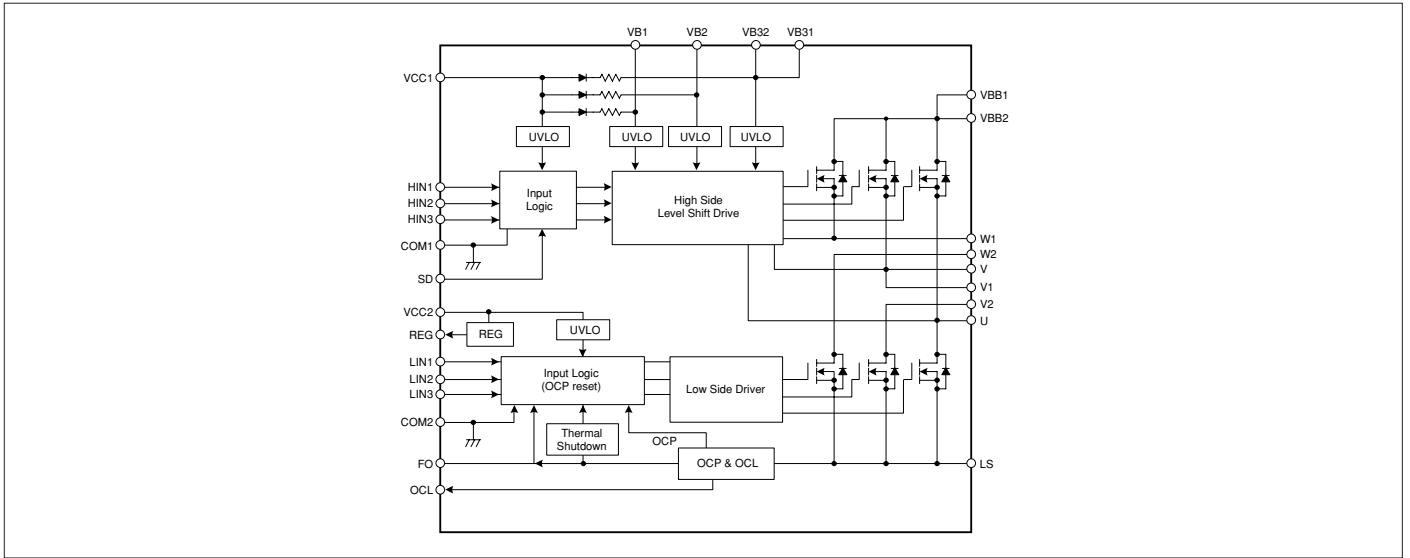 VB1 VB2 VB32 VB31
VCC1
VBB1
VBB2
UVLO UVLO UVLO UVLO
HIN1
HIN2
HIN3
Input
Logic
High Side
Level Shift Drive
COM1
SD
W1
W2
V
V1
V2
U
VCC2
REG REG
UVLO
LIN1
LIN2
LIN3
Input Logic
(OCP reset)
Low Side Driver
COM2
Thermal
Shutdown
OCP
FO
OCP & OCL
LS
OCL